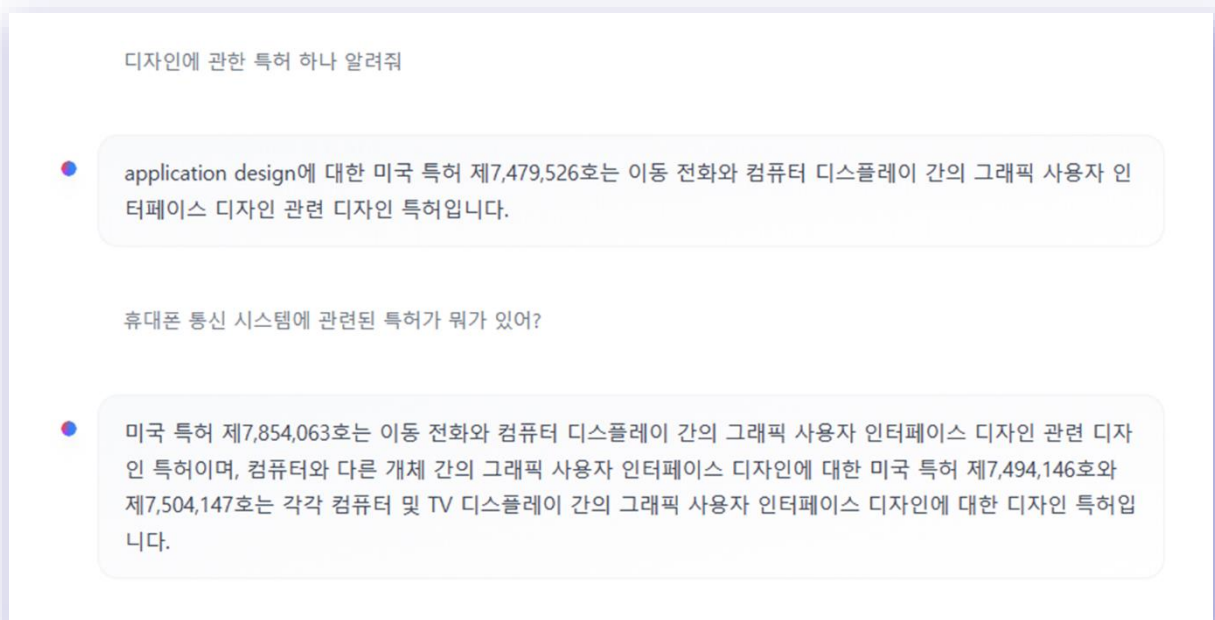 디자인에 관한 특허 하나 알려줘
application design에 대한 미국 특허 제7,479,526호는 이동 전화와 컴퓨터 디스플레이 간의 그래픽 사용자 인
터페이스 디자인 관련 디자인 특허입니다.
휴대폰 통신 시스템에 관련된 특허가 뭐가 있어?
미국 특허 제7,854,063호는 이동 전화와 컴퓨터 디스플레이 간의 그래픽 사용자 인터페이스 디자인 관련 디자
인 특허이며, 컴퓨터와 다른 개체 간의 그래픽 사용자 인터페이스 디자인에 대한 미국 특허 제7,494,146호와
제7,504,147호는 각각 컴퓨터 및 TV 디스플레이 간의 그래픽 사용자 인터페이스 디자인에 대한 디자인 특허입
니다.